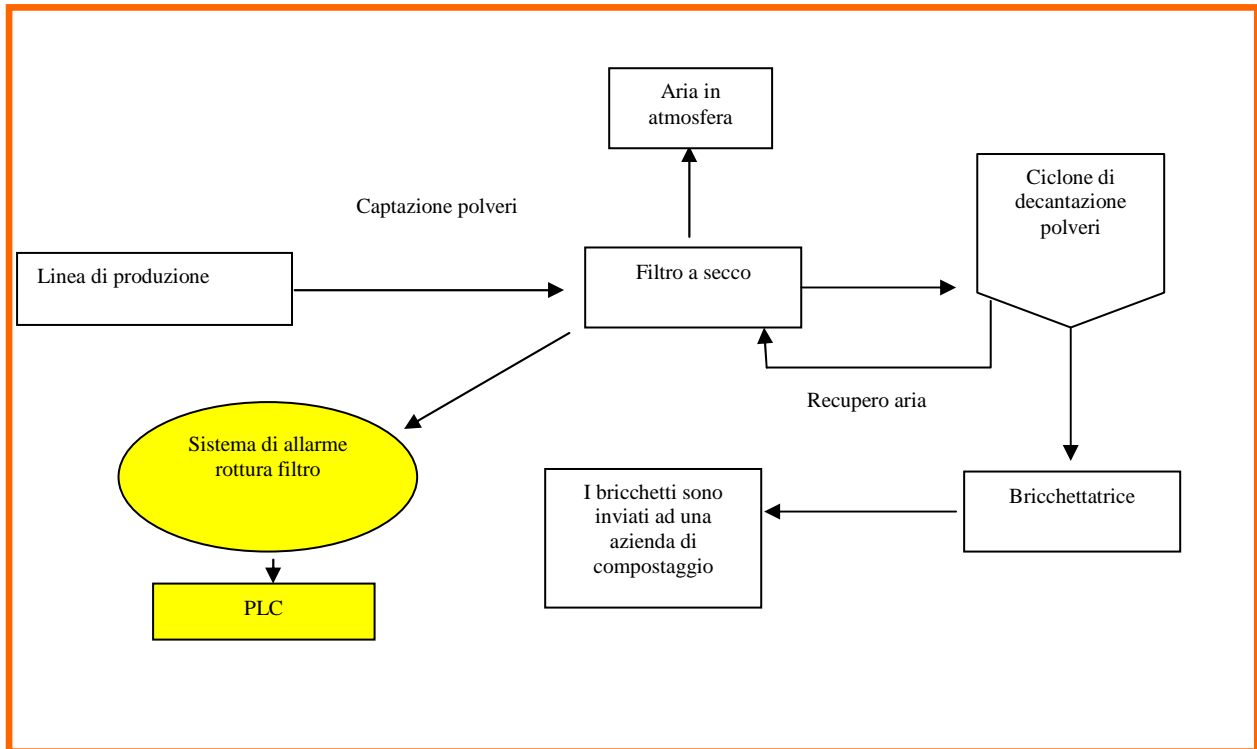 Aria in
atmosfera
Ciclone di
decantazione
polveri
Captazione polveri
Linea di produzione
Filtro a secco
Recupero aria
Sistema di allarme
rottura filtro
I bricchetti sono
inviati ad una
azienda di
compostaggio
Bricchettatrice
PLC